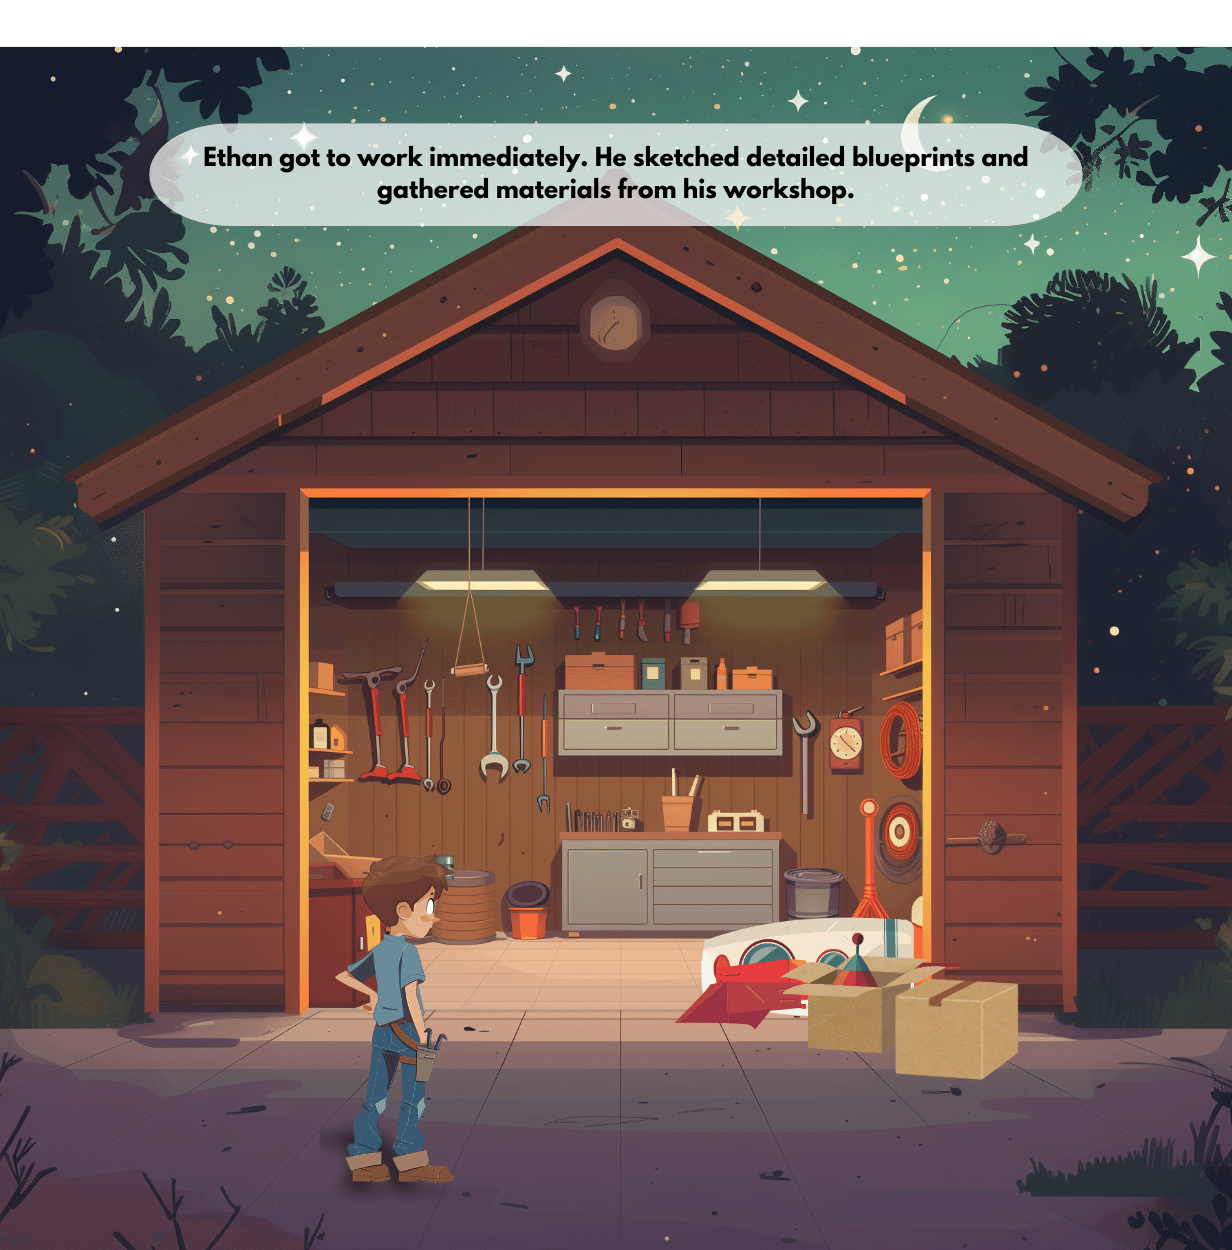 Ethan got to work immediately. He sketched detailed blueprints and
gathered materials from his workshop.